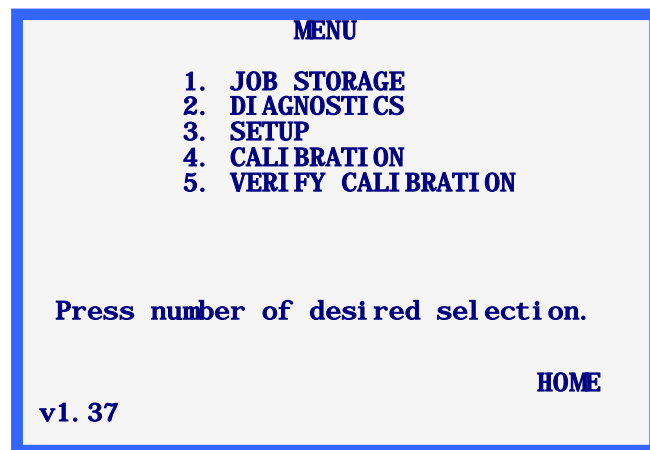 MENU
1. JOB STORAGE
2. DIAGNOSTICS
3. SETUP
4. CALIBRATION
5. VERIFY CALIBRATION
Press number of desired selection.
HOME
v1.37